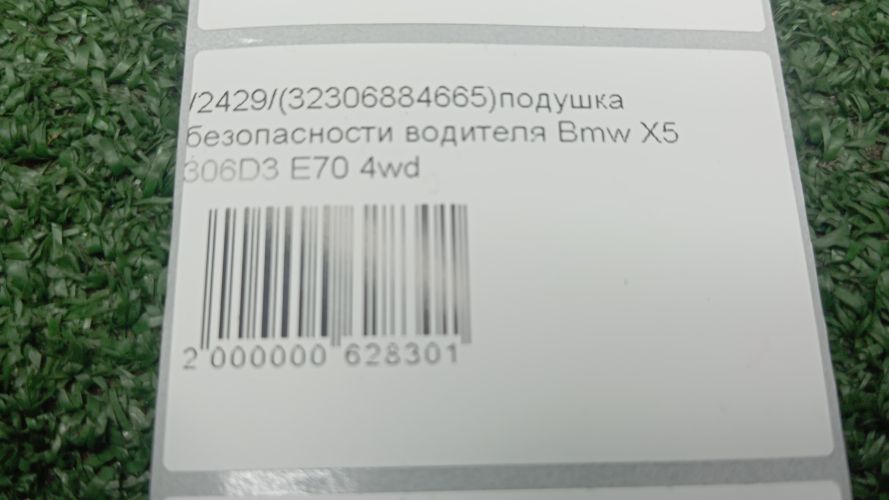 /2429/(32306884665)подушка
безопасности водителя Bmw X5
306D3 E70 4wd
2 000000 628301